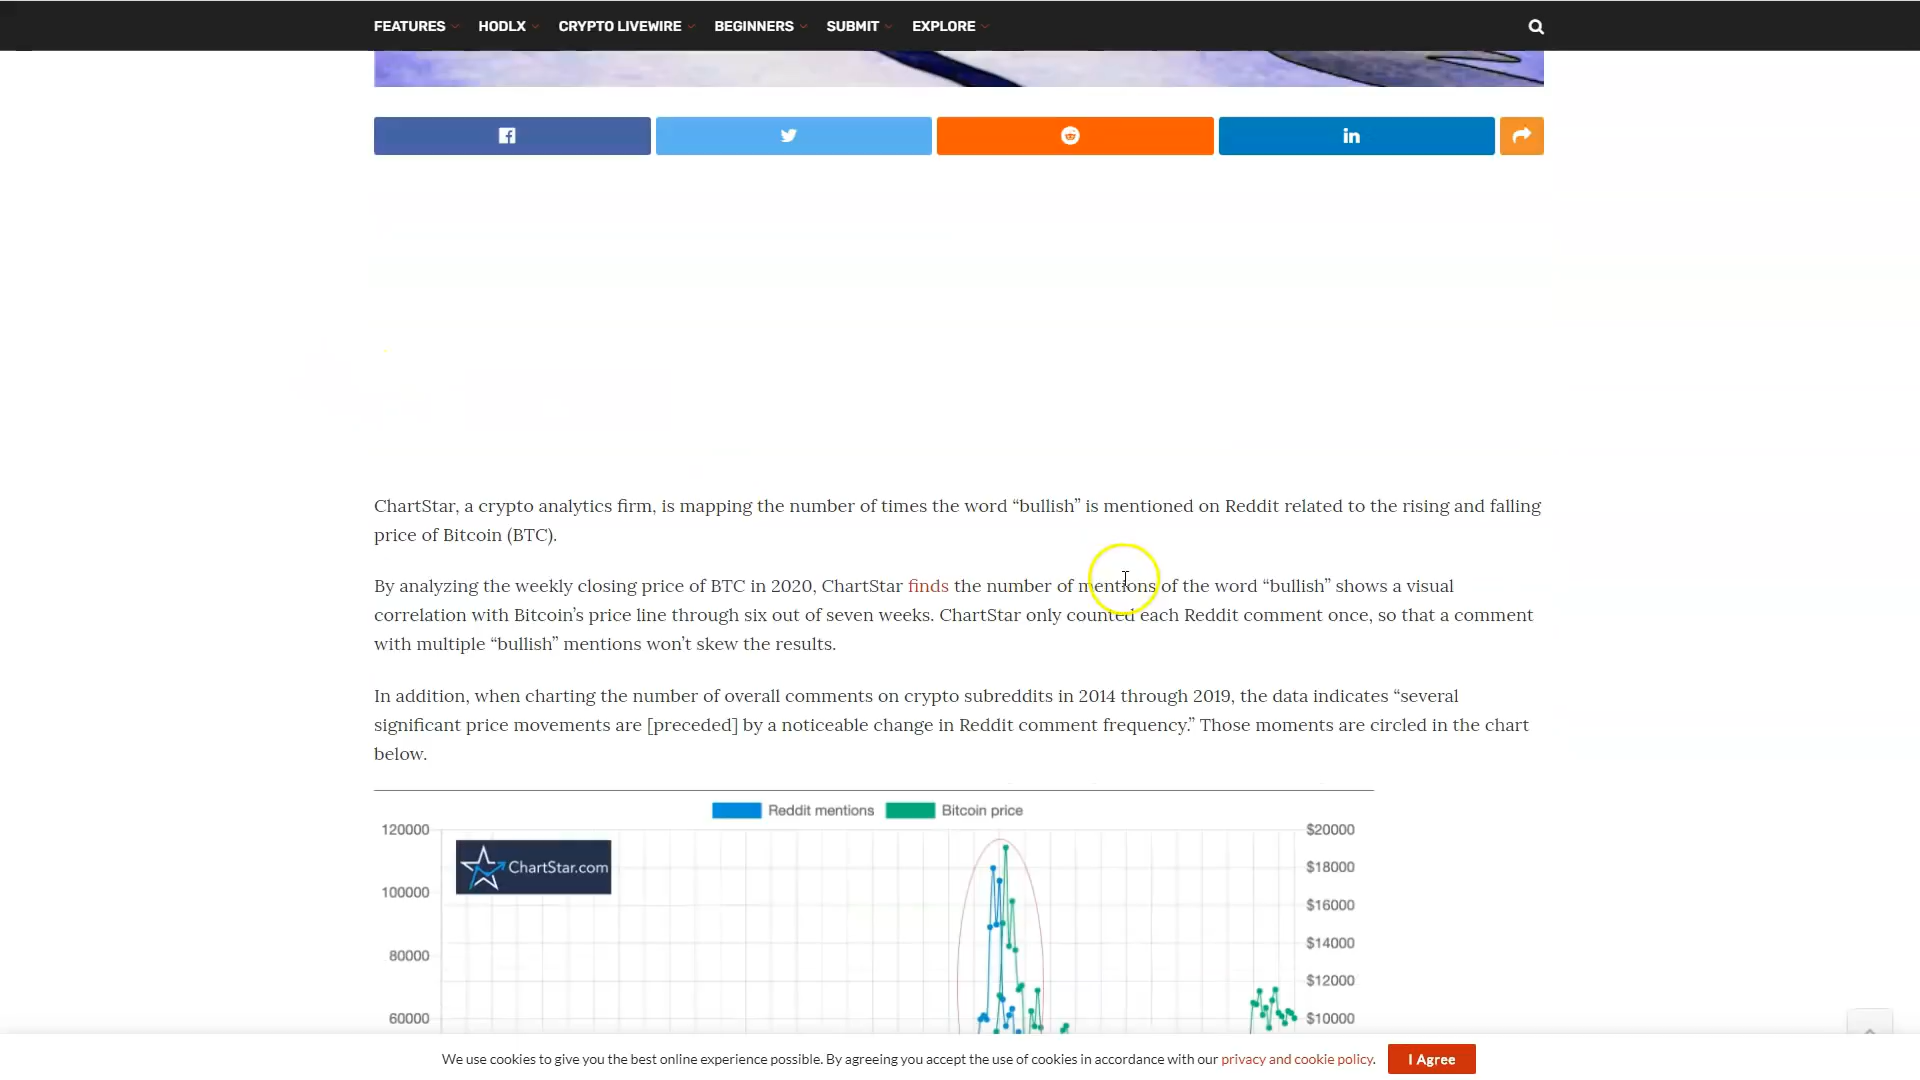 FEATURES HODLX CRYPTO LIVEWIRE BEGINNERS SUBMIT EXPLORE
ChartStar, a crypto analytics firm, is mapping the number of times the word “bullish” is mentioned on Reddit related to the rising and falling
price of Bitcoin (BTC).
By analyzing the weekly closing price of BTC in 2020, ChartStar finds the number of mentions of the word “bullish” shows a visual
correlation with Bitcoin’s price line through six out of seven weeks. ChartStar only counted each Reddit comment once, so that a comment
with multiple “bullish” mentions won’t skew the results.
In addition, when charting the number of overall comments on crypto subreddits in 2014 through 2019, the data indicates “several
significant price movements are [preceded] by a noticeable change in Reddit comment frequency.” Those moments are circled in the chart
below.
Reddit mentions Bitcoin price
120000 $20000
ChartStar.com $18000
100000 $16000
$14000
80000 $12000
60000 $10000
We use cookies to give you the best online experience possible. By agreeing you accept the use of cookies in accordance with our privacy and cookie policy. I Agree